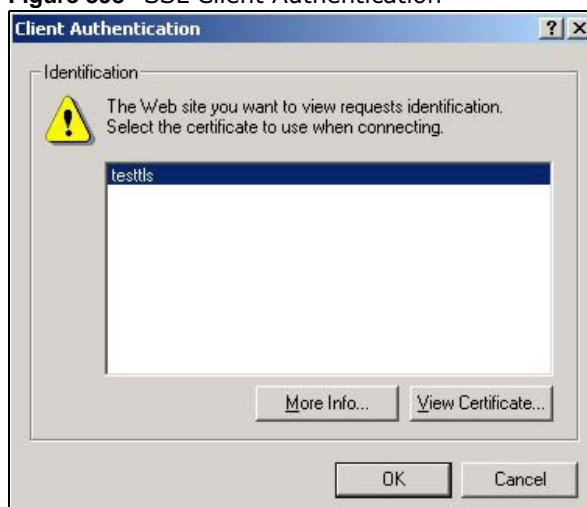 SSL Client Authentication
Client Authentication
Identification
The Web site you want to view requests identification.
Select the certificate to use when connecting.
testtls
More Info...
View Certificate...
OK
Cancel